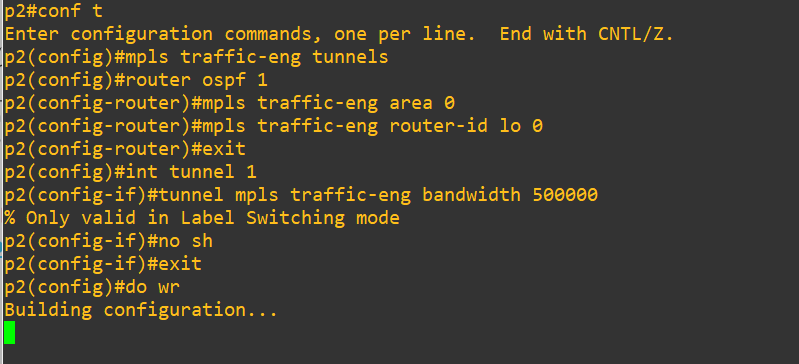 p2#conf t
Enter configuration commands, one per line.  End with CNTL/Z.
p2(config)#mpls traffic-eng tunnels
p2(config)#router ospf 1
p2(config-router)#mpls traffic-eng area 0
p2(config-router)#mpls traffic-eng router-id lo 0
p2(config-router)#exit
p2(config)#int tunnel 1
p2(config-if)#tunnel mpls traffic-eng bandwidth 500000
% Only valid in Label Switching mode
p2(config-if)#no sh
p2(config-if)#exit
p2(config)#do wr
Building configuration...